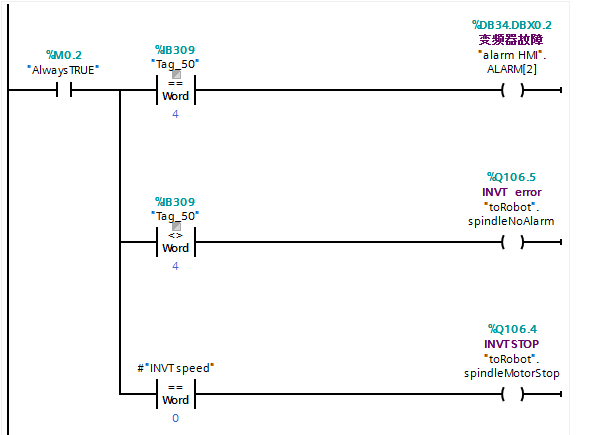 %DB34.DBX0.2
变频器故障
%M0.2
%IB309
"alarm HMI".
"AlwaysTRUE"
"Tag_50"
ALARM[2]
==
Word
4
%Q106.5
%IB309
INVT error
"Tag_50"
"toRobot".
spindleNoAlarm
<>
Word
4
%Q106.4
INVTSTOP
#"INVTspeed"
"toRobot".
spindleMotorStop
==
Word
0